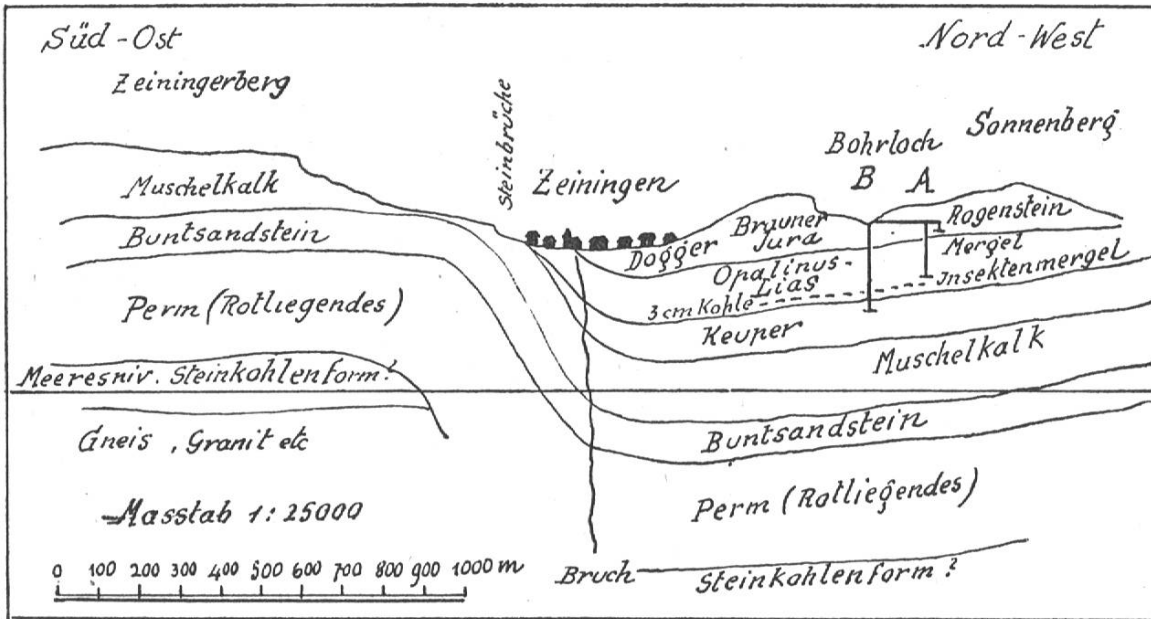 Süd-Ost
Nord-West
Zeiningerberg
Steinbrüche
Sonnenberg
Bohrloch
B A
Zeiningen
Muschelkalk
Brauner
Jura
Rogenstein
Buntsandstein
Dogger
Mergel
Opalinus-
Lias
Insektenmergel
3 cm Kohle
Perm (Rotliegendes)
Keuper
Muschelkalk
Meeresniv. Steinkohlenform?
Buntsandstein
Gneis, Granit etc
Perm (Rotliegendes)
Masstab 1:25000
0 100 200 300 400 500 600 700 800 900 1000 m
Bruch
Steinkohlenform?